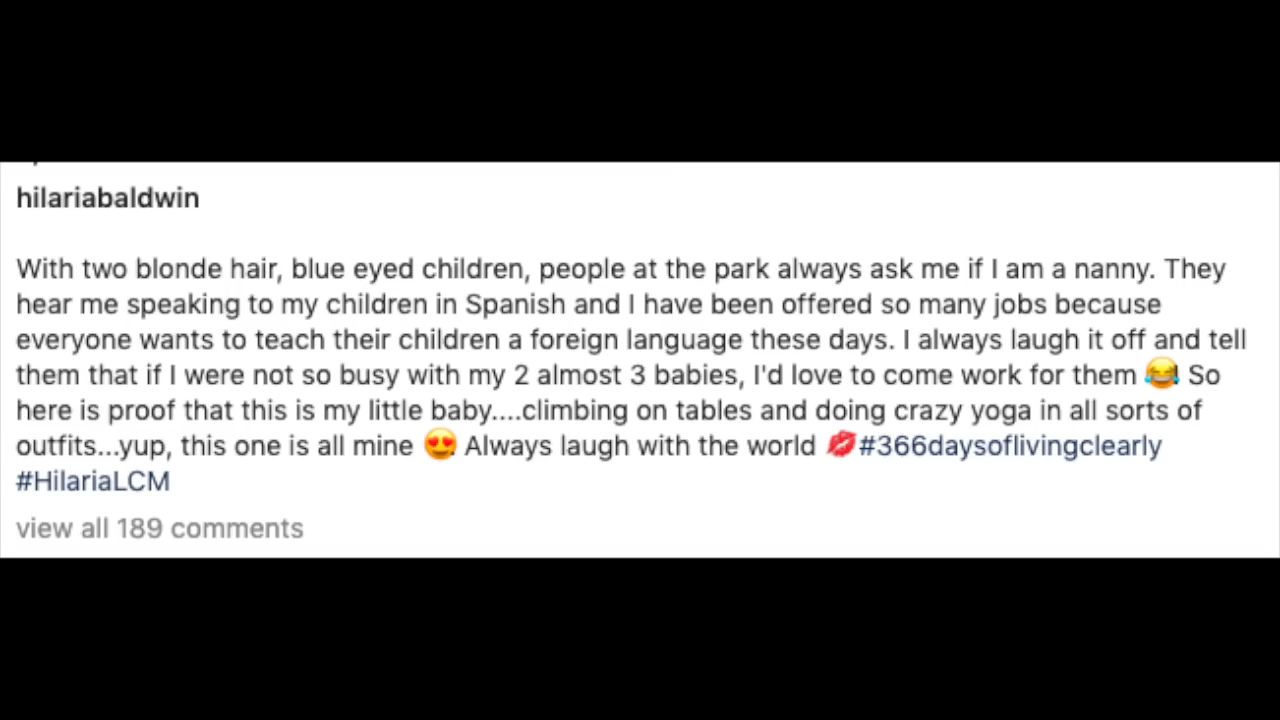 hilariabaldwin
With two blonde hair, blue eyed children, people at the park always ask me if I am a nanny. They
hear me speaking to my children in Spanish and I have been offered so many jobs because
everyone wants to teach their children a foreign language these days. I always laugh it off and tell
them that if I were not so busy with my 2 almost 3 babies, I'd love to come work for them 😂 So
here is proof that this is my little baby....climbing on tables and doing crazy yoga in all sorts of
outfits...yup, this one is all mine 😍 Always laugh with the world 💋#366daysoflivingclearly
#HilariaLCM
view all 189 comments